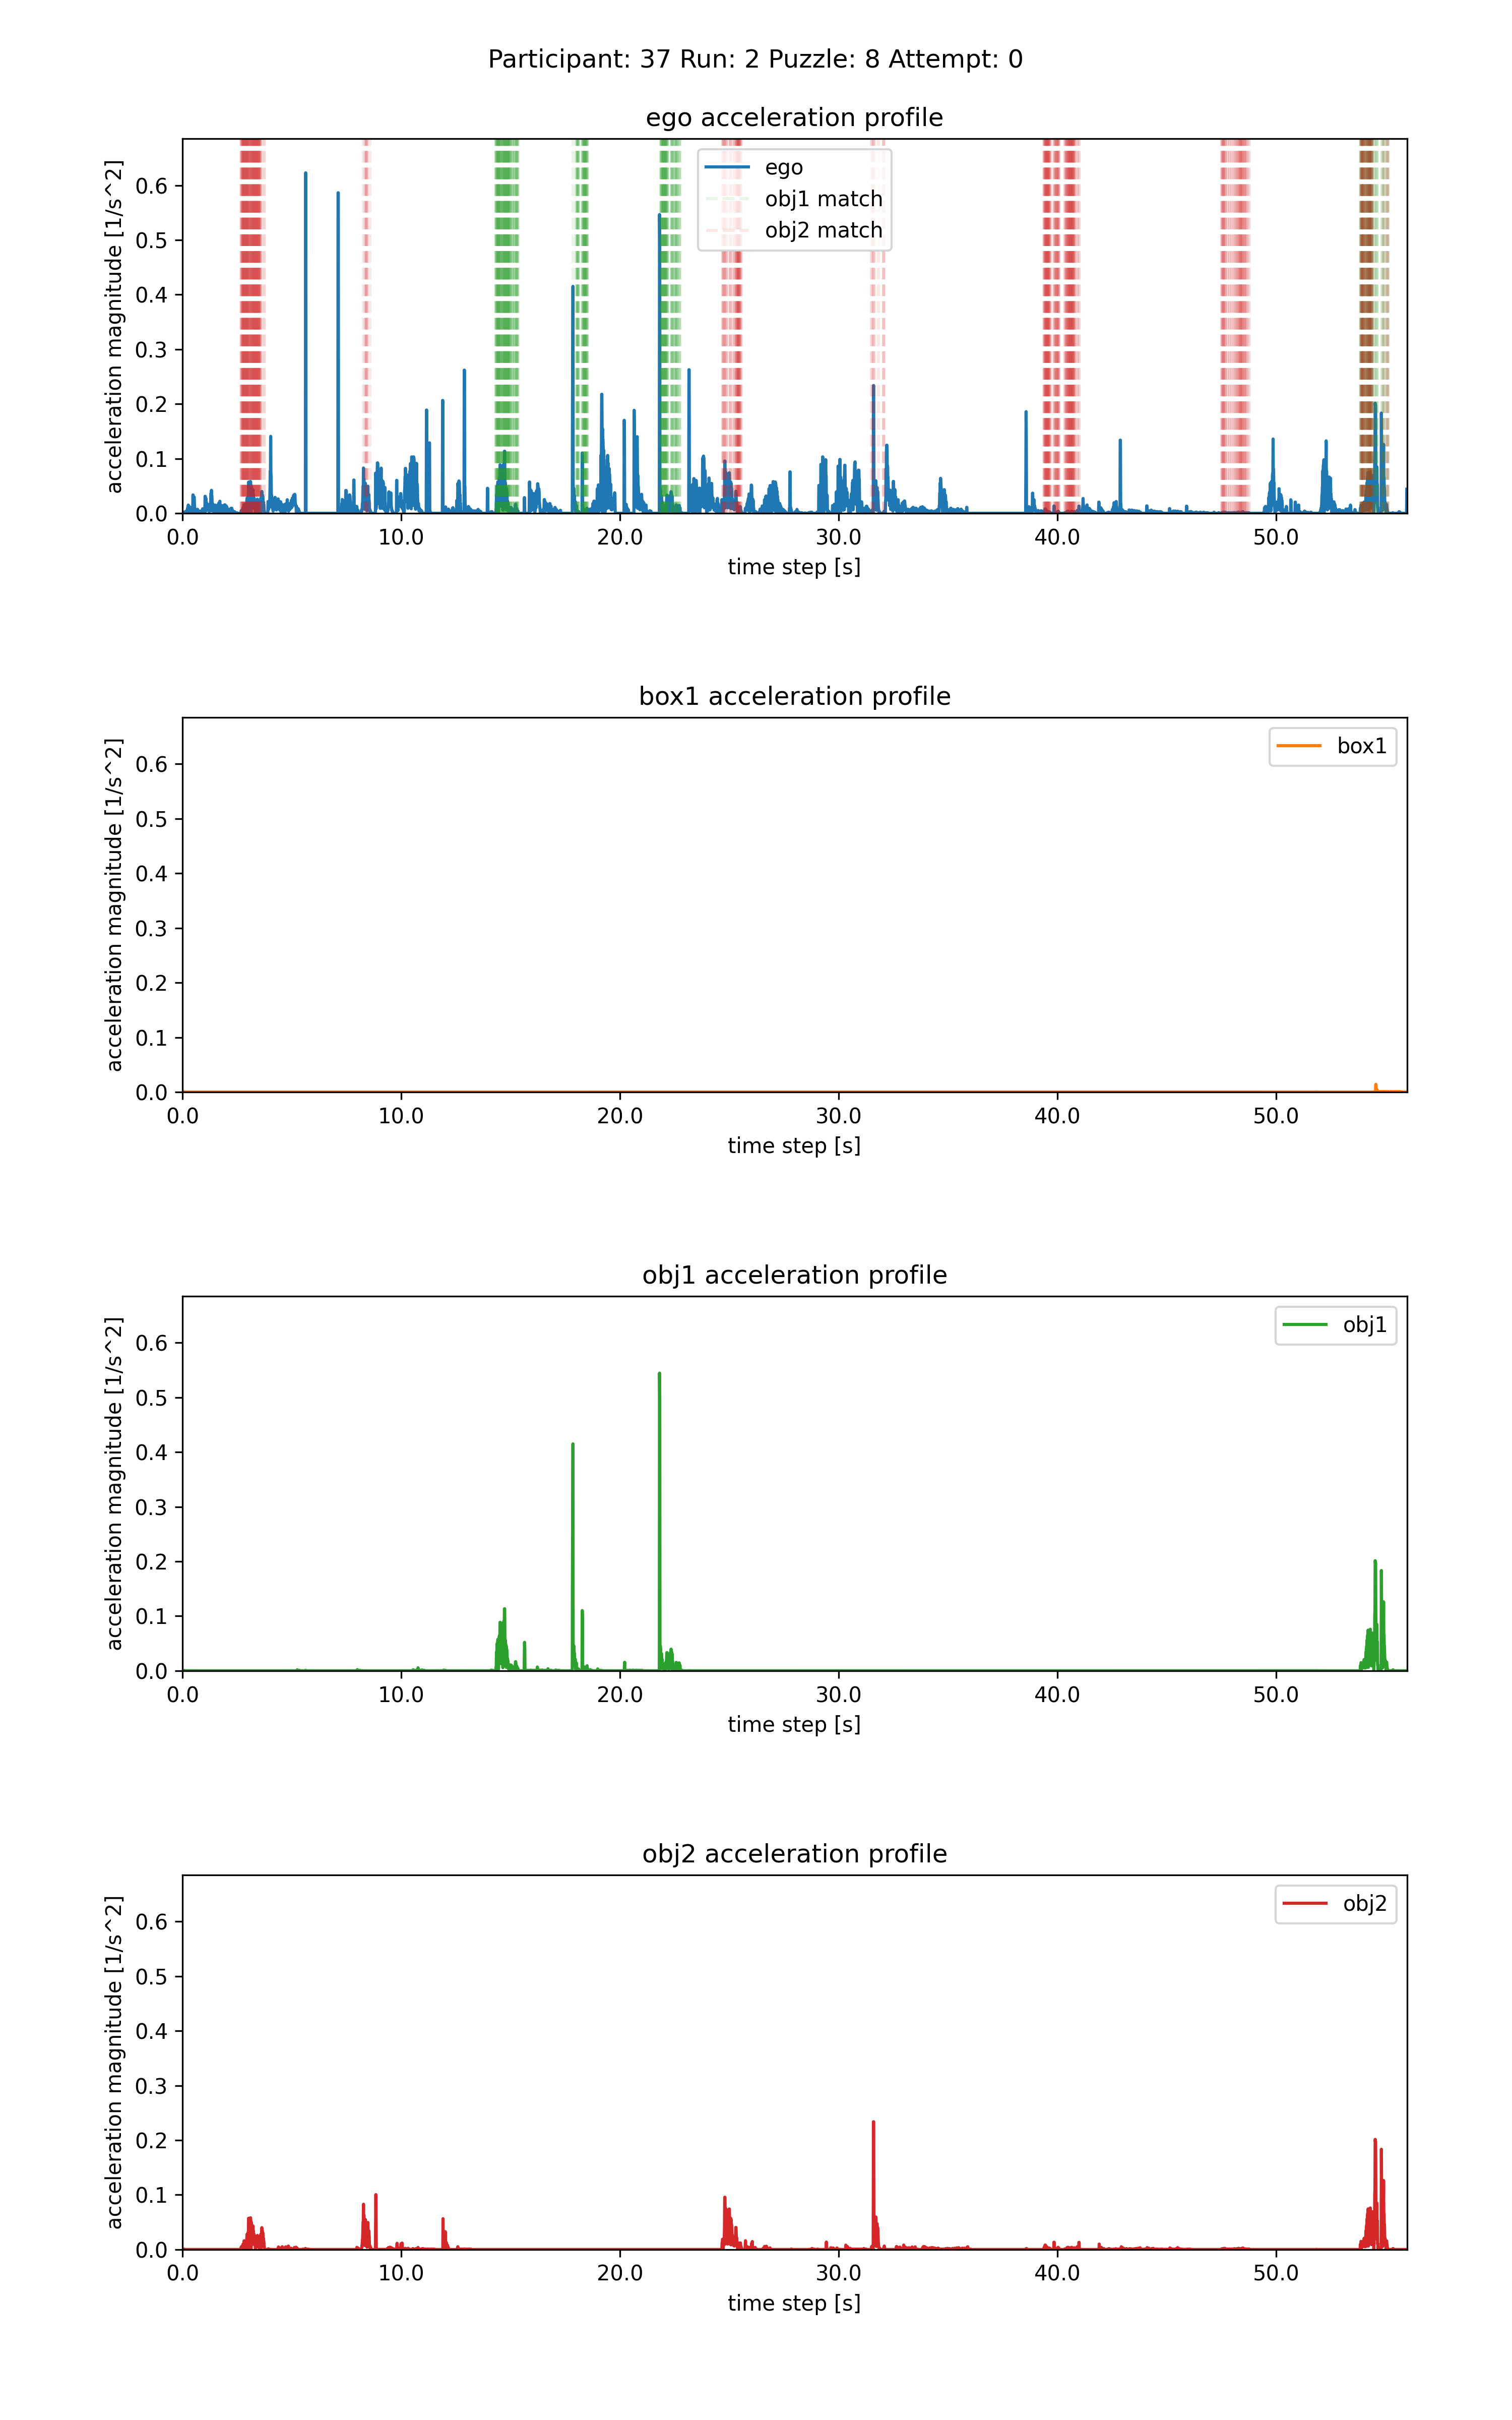 Participant: 37 Run: 2 Puzzle: 8 Attempt: 0
ego acceleration profile
acceleration magnitude [1/s^2]
0.6
0.5
0.4
0.3
0.2
0.1
0.0
ego
obj1 match
obj2 match
0.0 10.0 20.0 30.0 40.0 50.0
time step [s]
box1 acceleration profile
acceleration magnitude [1/s^2]
0.6
0.5
0.4
0.3
0.2
0.1
0.0
box1
0.0 10.0 20.0 30.0 40.0 50.0
time step [s]
obj1 acceleration profile
acceleration magnitude [1/s^2]
0.6
0.5
0.4
0.3
0.2
0.1
0.0
obj1
0.0 10.0 20.0 30.0 40.0 50.0
time step [s]
obj2 acceleration profile
acceleration magnitude [1/s^2]
0.6
0.5
0.4
0.3
0.2
0.1
0.0
obj2
0.0 10.0 20.0 30.0 40.0 50.0
time step [s]